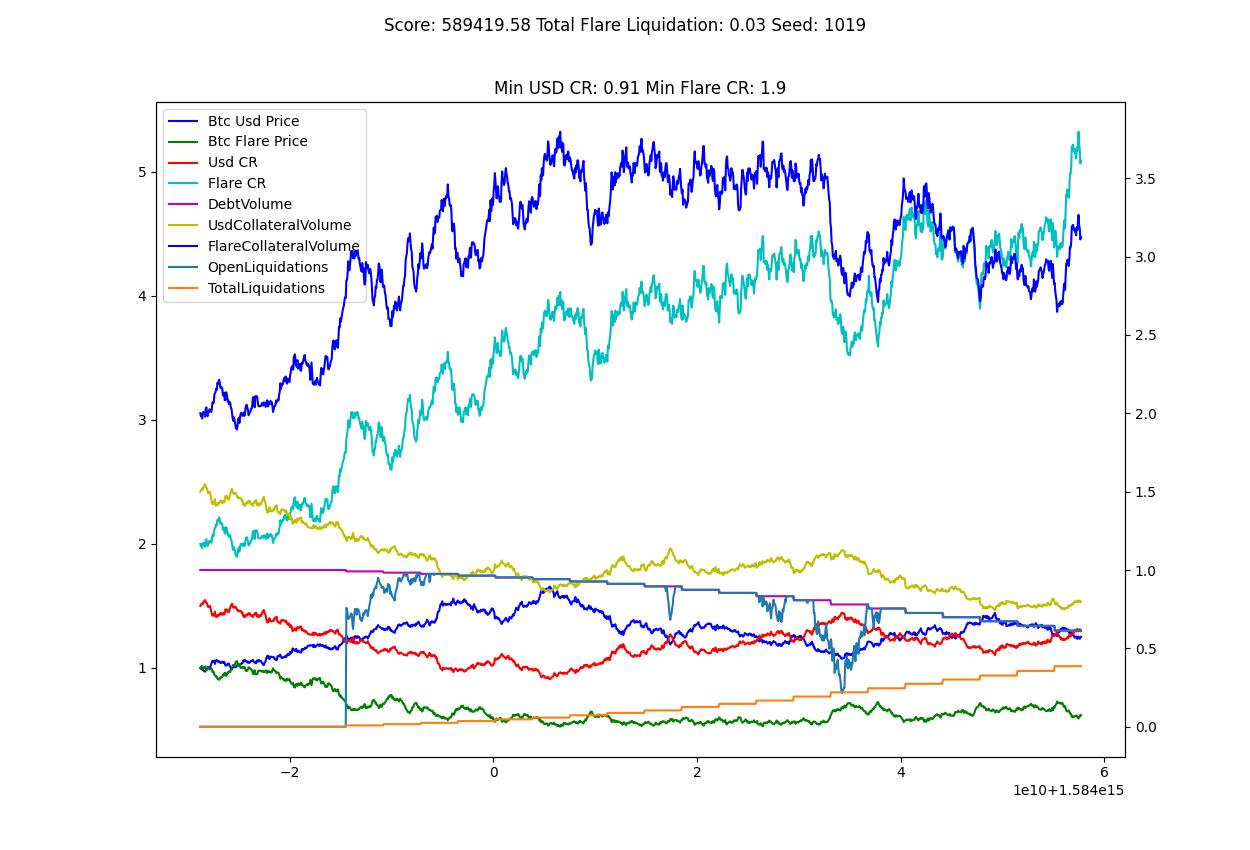 Score: 589419.58 Total Flare Liquidation: 0.03 Seed: 1019
Min USD CR: 0.91 Min Flare CR: 1.9
Btc Usd Price
Btc Flare Price
Usd CR
Flare CR
DebtVolume
UsdCollateralVolume
FlareCollateralVolume
OpenLiquidations
TotalLiquidations
5
4
3
2
1
3.5
3.0
2.5
2.0
1.5
1.0
0.5
0.0
−2
0
2
4
6
1e10+1.584e15